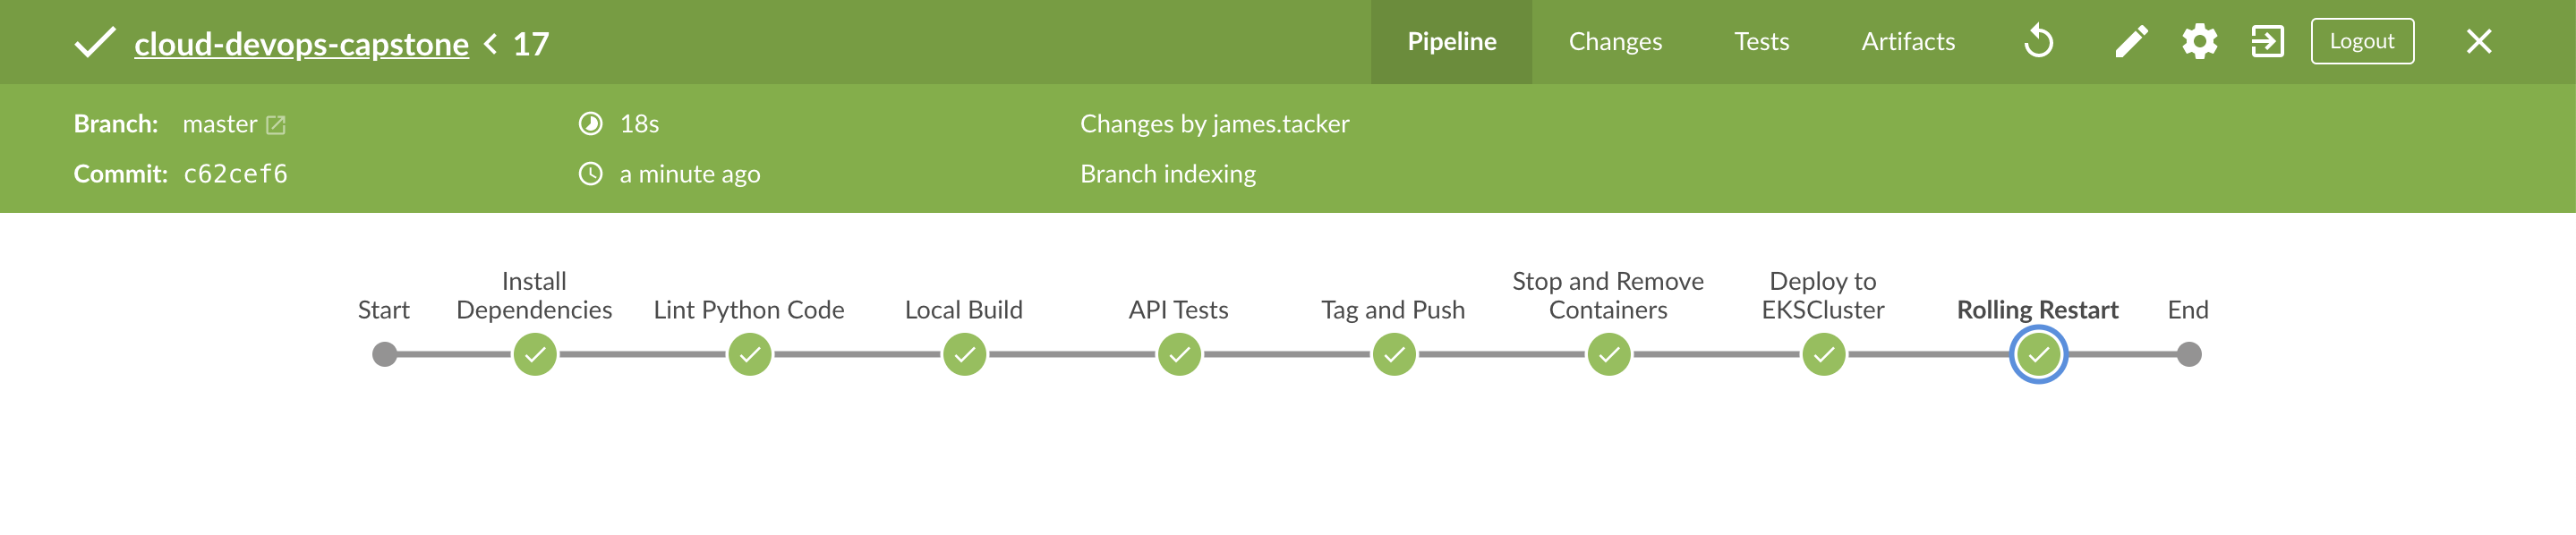 cloud-devops-capstone < 17
Pipeline
Changes
Tests
Artifacts
Logout
Branch: master
18s
Changes by james.tacker
Commit: c62cef6
a minute ago
Branch indexing
Start
Install
Dependencies
Lint Python Code
Local Build
API Tests
Tag and Push
Stop and Remove
Containers
Deploy to
EKSCluster
Rolling Restart
End